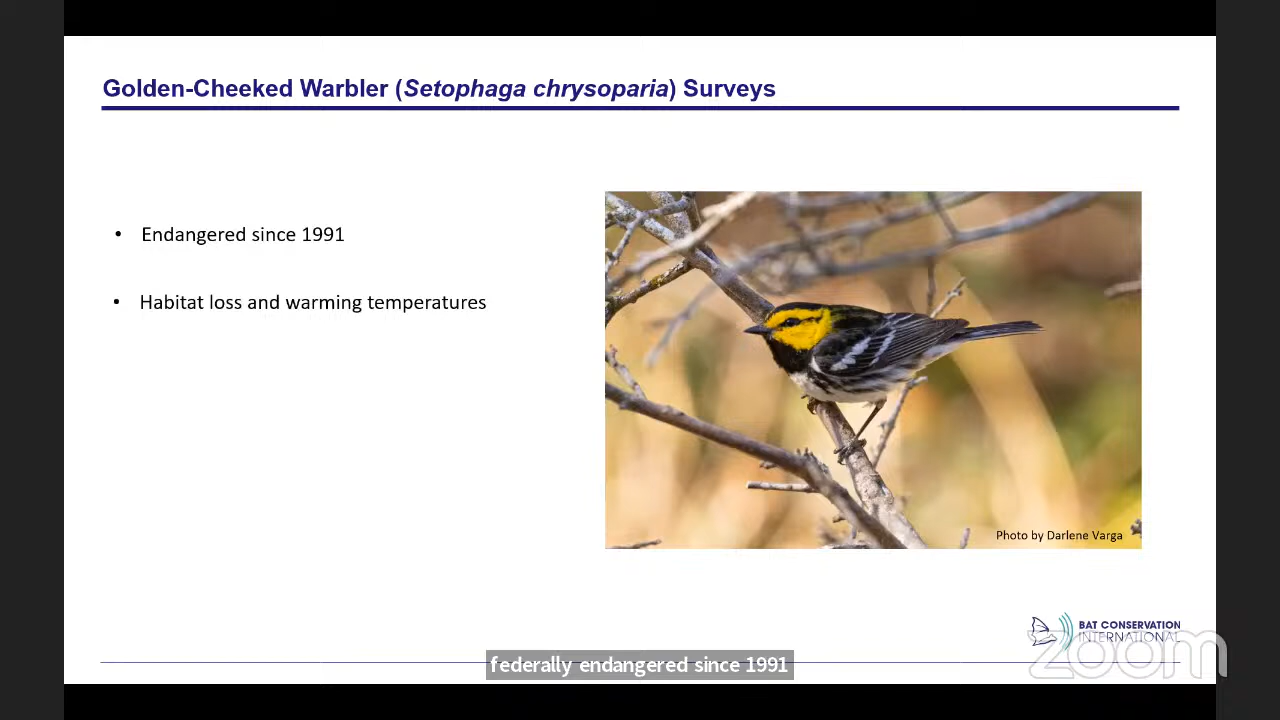 Golden-Cheeked Warbler (Setophaga chrysoparia) Surveys
• Endangered since 1991
• Habitat loss and warming temperatures
Photo by Darlene Varga
BAT CONSERVATION
INTERNATIONAL
zoom
federally endangered since 1991